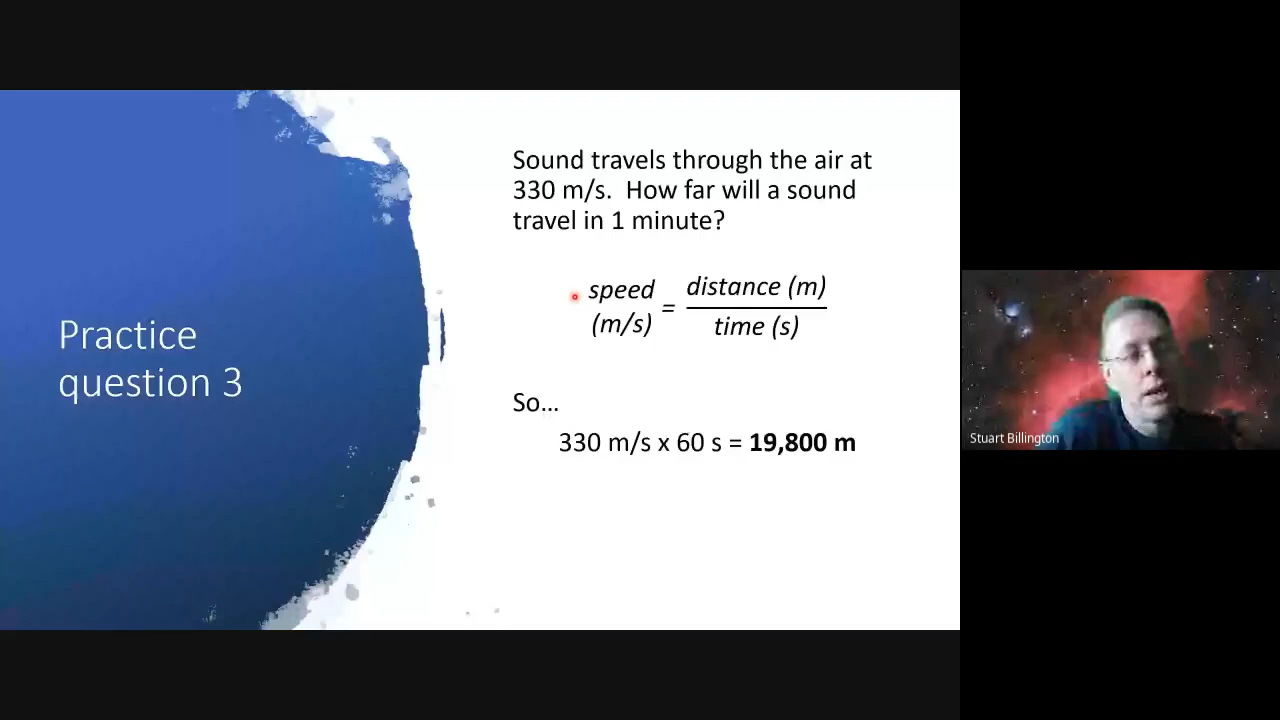 Practice
question 3
Sound travels through the air at
330 m/s.  How far will a sound
travel in 1 minute?
speed
(m/s)
=
distance (m)
time (s)
So...
330 m/s x 60 s = 19,800 m
Stuart Billington